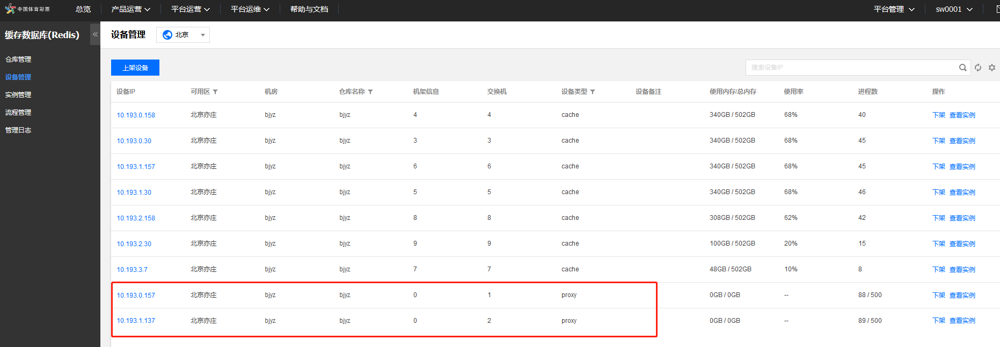 中国体育彩票 总览 产品运营 平台运营 平台运维 帮助与文档 平台管理 sw0001
缓存数据库(Redis) « 设备管理 北京
仓库管理
设备管理
实例管理
流程管理
管理日志
上架设备 搜索设备IP
设备IP 可用区 机房 仓库名称 机架信息 交换机 设备类型 设备备注 使用内存/总内存 使用率 进程数 操作
10.193.0.158 北京亦庄 bjyz bjyz 4 4 cache 340GB / 502GB 68% 40 下架 查看实例
10.193.0.30 北京亦庄 bjyz bjyz 3 3 cache 340GB / 502GB 68% 45 下架 查看实例
10.193.1.157 北京亦庄 bjyz bjyz 6 6 cache 340GB / 502GB 68% 45 下架 查看实例
10.193.1.30 北京亦庄 bjyz bjyz 5 5 cache 340GB / 502GB 68% 46 下架 查看实例
10.193.2.158 北京亦庄 bjyz bjyz 8 8 cache 308GB / 502GB 62% 42 下架 查看实例
10.193.2.30 北京亦庄 bjyz bjyz 9 9 cache 100GB / 502GB 20% 15 下架 查看实例
10.193.3.7 北京亦庄 bjyz bjyz 7 7 cache 48GB / 502GB 10% 8 下架 查看实例
10.193.0.157 北京亦庄 bjyz bjyz 0 1 proxy 0GB / 0GB -- 88 / 500 下架 查看实例
10.193.1.137 北京亦庄 bjyz bjyz 0 2 proxy 0GB / 0GB -- 89 / 500 下架 查看实例